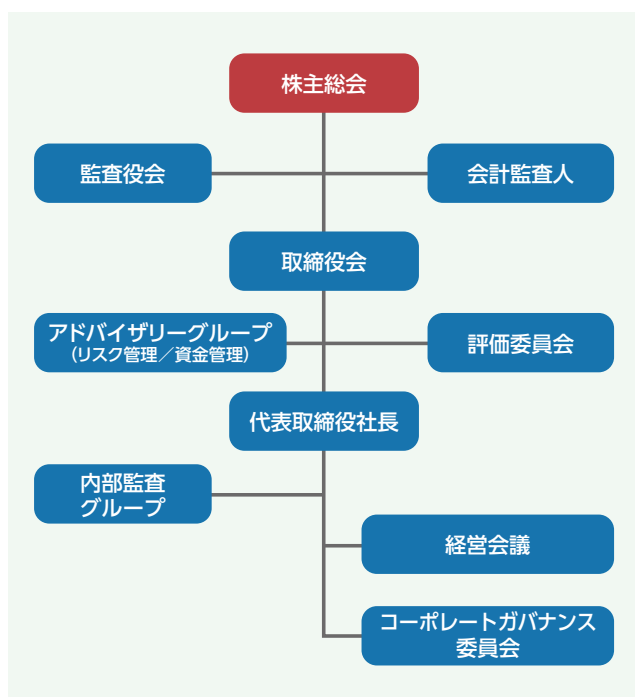 株主総会
監査役会
会計監査人
取締役会
アドバイザリーグループ
（リスク管理／資金管理）
評価委員会
代表取締役社長
内部監査
グループ
経営会議
コーポレートガバナンス
委員会